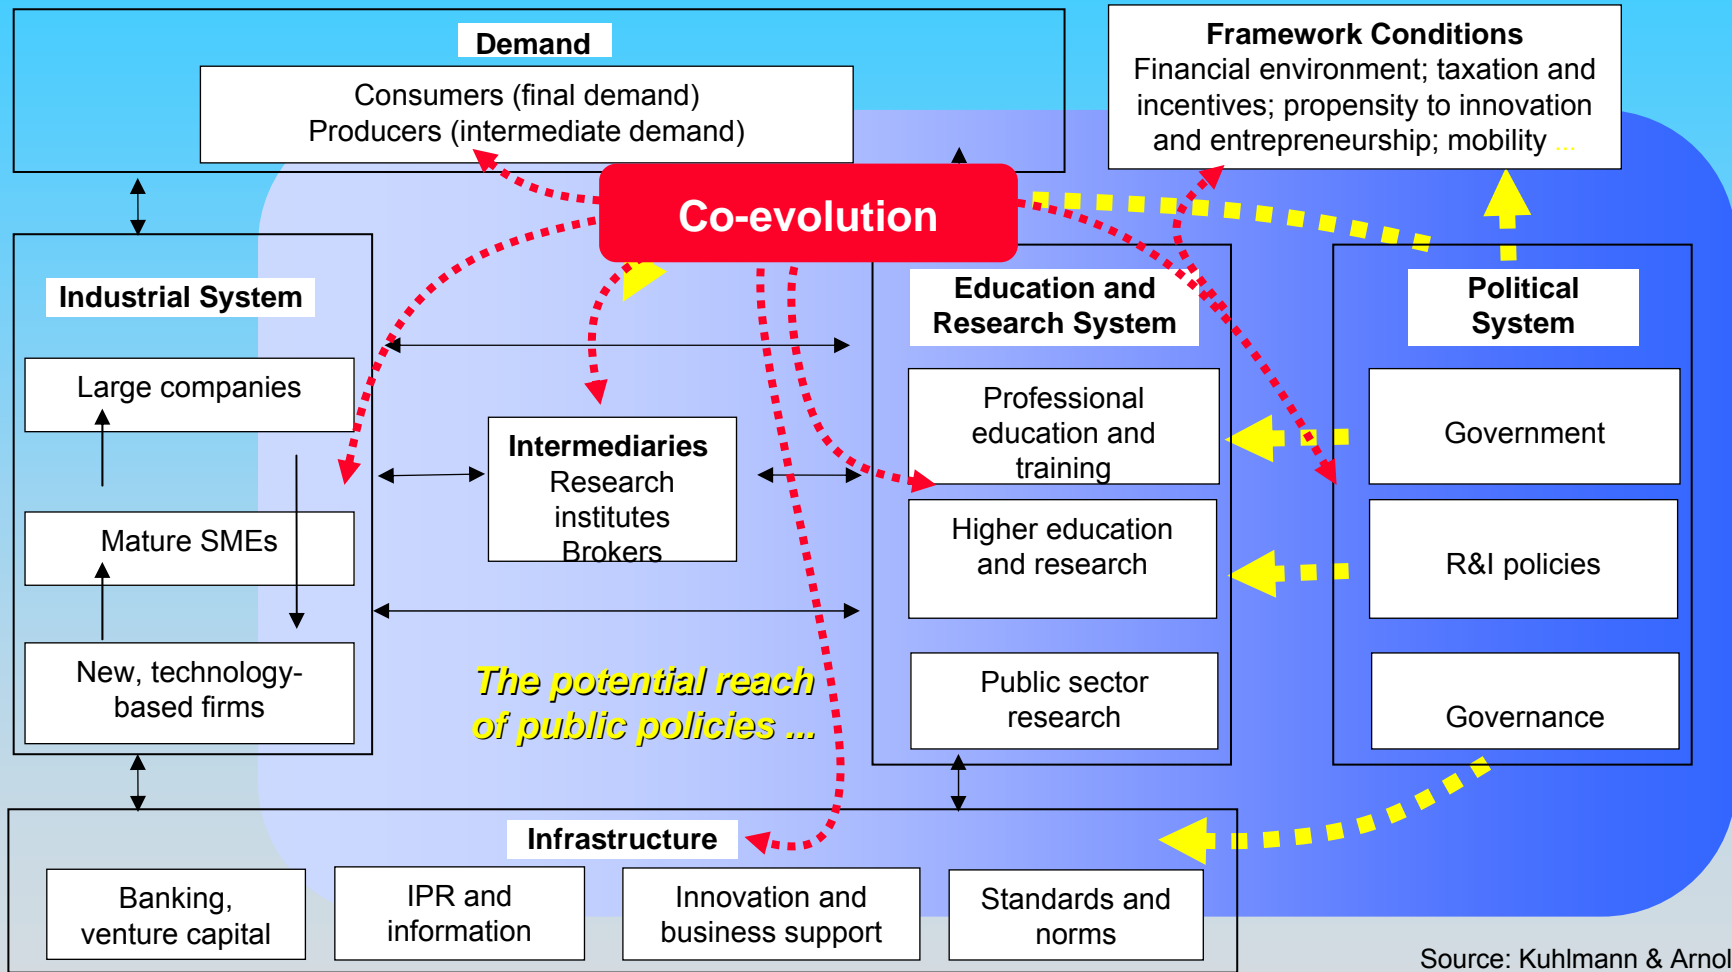 Demand
Consumers (final demand)
Producers (intermediate demand)
Framework Conditions
Financial environment; taxation and
incentives; propensity to innovation
and entrepreneurship; mobility ...
Co-evolution
Industrial System
Large companies
Mature SMEs
New, technology-
based firms
Intermediaries
Research
institutes
Brokers
Education and
Research System
Professional
education and
training
Higher education
and research
Public sector
research
Political
System
Government
R&I policies
Governance
The potential reach
of public policies ...
Infrastructure
Banking,
venture capital
IPR and
information
Innovation and
business support
Standards and
norms
Source: Kuhlmann & Arnol